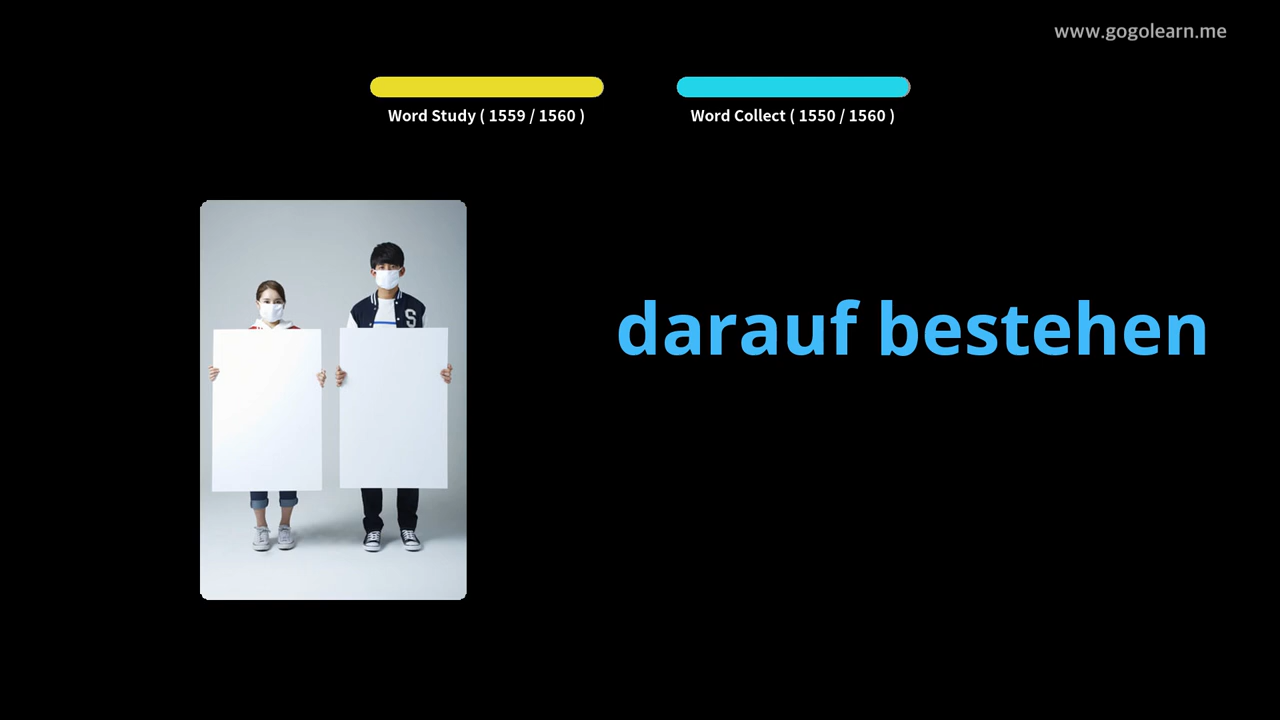 www.gogolearn.me
Word Study ( 1559 / 1560 )
Word Collect ( 1550 / 1560 )
S
darauf bestehen